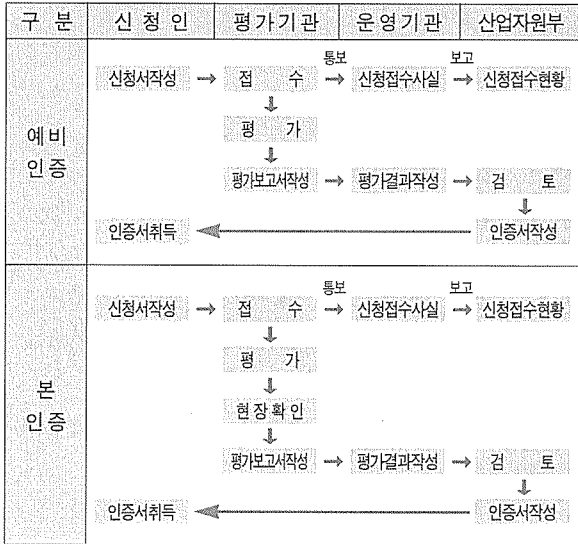 구 분 신 청 인 평가기관 운영기관 산업자원부
통보 보고
신청서작성 → 접 수 → 신청접수사실 → 신청접수현황
↓
평 가
↓
예비
인증
평가보고서작성 → 평가결과작성 → 검 토
↓
인증서취득 ← 인증서작성
통보 보고
신청서작성 → 접 수 → 신청접수사실 → 신청접수현황
↓
평 가
↓
본
인증
현장확인
↓
평가보고서작성 → 평가결과작성 → 검 토
↓
인증서취득 ← 인증서작성